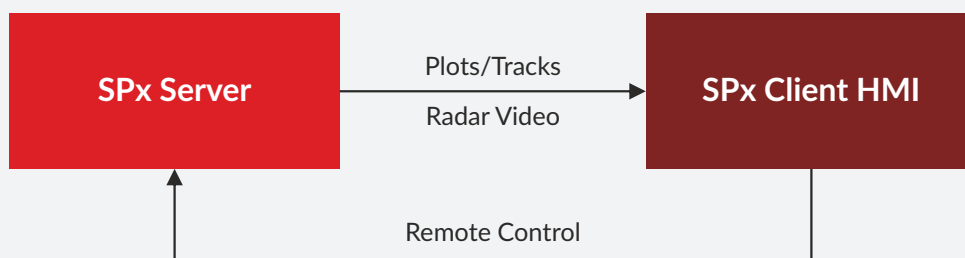 SPx Server
Plots/Tracks
Radar Video
SPx Client HMI
Remote Control